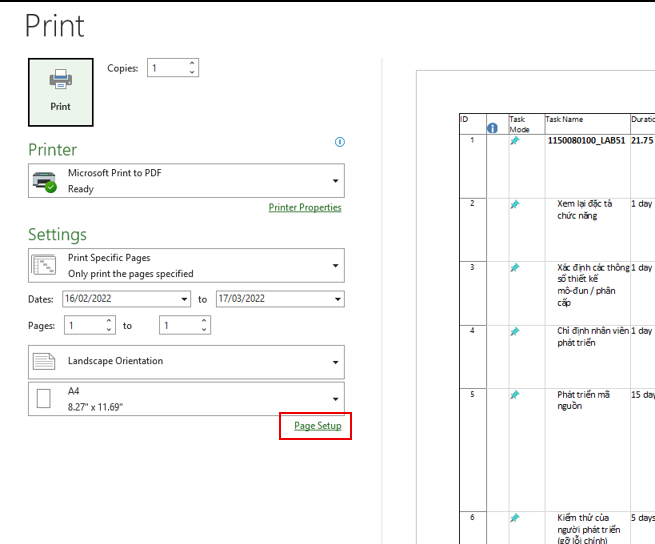 Print
Copies: 1
Print
Printer
Microsoft Print to PDF
Ready
Printer Properties
Settings
Print Specific Pages
Only print the pages specified
Dates: 16/02/2022 to 17/03/2022
Pages: 1 to 1
Landscape Orientation
A4
8.27" x 11.69"
Page Setup
ID Task Mode Task Name Duratio
1 1150080100_LAB51 21.75
2 Xem lại đặc tả 1 day
chức năng
3 Xác định các thông 1 day
số thiết kế
mô-đun / phân
cấp
4 Chỉ định nhân viên 1 day
phát triển
5 Phát triển mã 15 day
nguồn
6 Kiểm thử của 5 days
người phát triển
(gỡ lỗi chính)